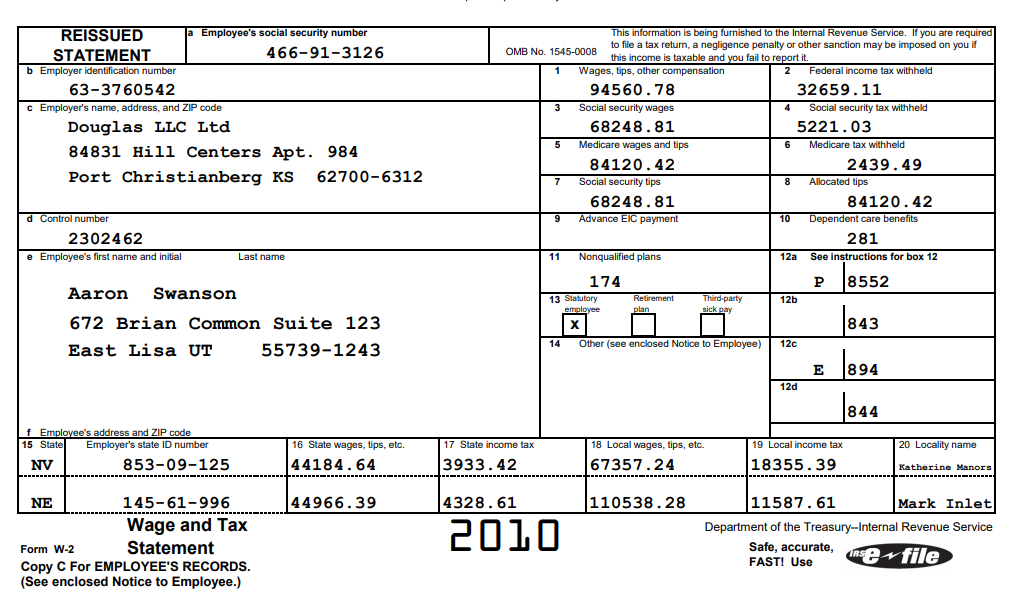 REISSUED STATEMENT
a Employee's social security number
466-91-3126
OMB No. 1545-0008
This information is being furnished to the Internal Revenue Service. If you are required
to file a tax return, a negligence penalty or other sanction may be imposed on you if
this income is taxable and you fail to report it.
b Employer identification number
63-3760542
1 Wages, tips, other compensation
94560.78
2 Federal income tax withheld
32659.11
c Employer's name, address, and ZIP code
Douglas LLC Ltd
84831 Hill Centers Apt. 984
Port Christianberg KS 62700-6312
3 Social security wages
68248.81
4 Social security tax withheld
5221.03
5 Medicare wages and tips
84120.42
6 Medicare tax withheld
2439.49
7 Social security tips
68248.81
8 Allocated tips
84120.42
d Control number
2302462
9 Advance EIC payment
10 Dependent care benefits
281
e Employee's first name and initial Last name
Aaron Swanson
672 Brian Common Suite 123
East Lisa UT 55739-1243
11 Nonqualified plans
174
12a See instructions for box 12
P 8552
13 Statutory employee Retirement plan Third-party sick pay
x
12b
843
14 Other (see enclosed Notice to Employee)
12c
E 894
12d
844
f Employee's address and ZIP code
15 State Employer's state ID number 16 State wages, tips, etc. 17 State income tax 18 Local wages, tips, etc. 19 Local income tax 20 Locality name
NV 853-09-125 44184.64 3933.42 67357.24 18355.39 Katherine Manors
NE 145-61-996 44966.39 4328.61 110538.28 11587.61 Mark Inlet
Wage and Tax
Form W-2 Statement
2010
Department of the Treasury--Internal Revenue Service
Copy C For EMPLOYEE'S RECORDS.
(See enclosed Notice to Employee.)
Safe, accurate,
FAST! Use
IRS e-file